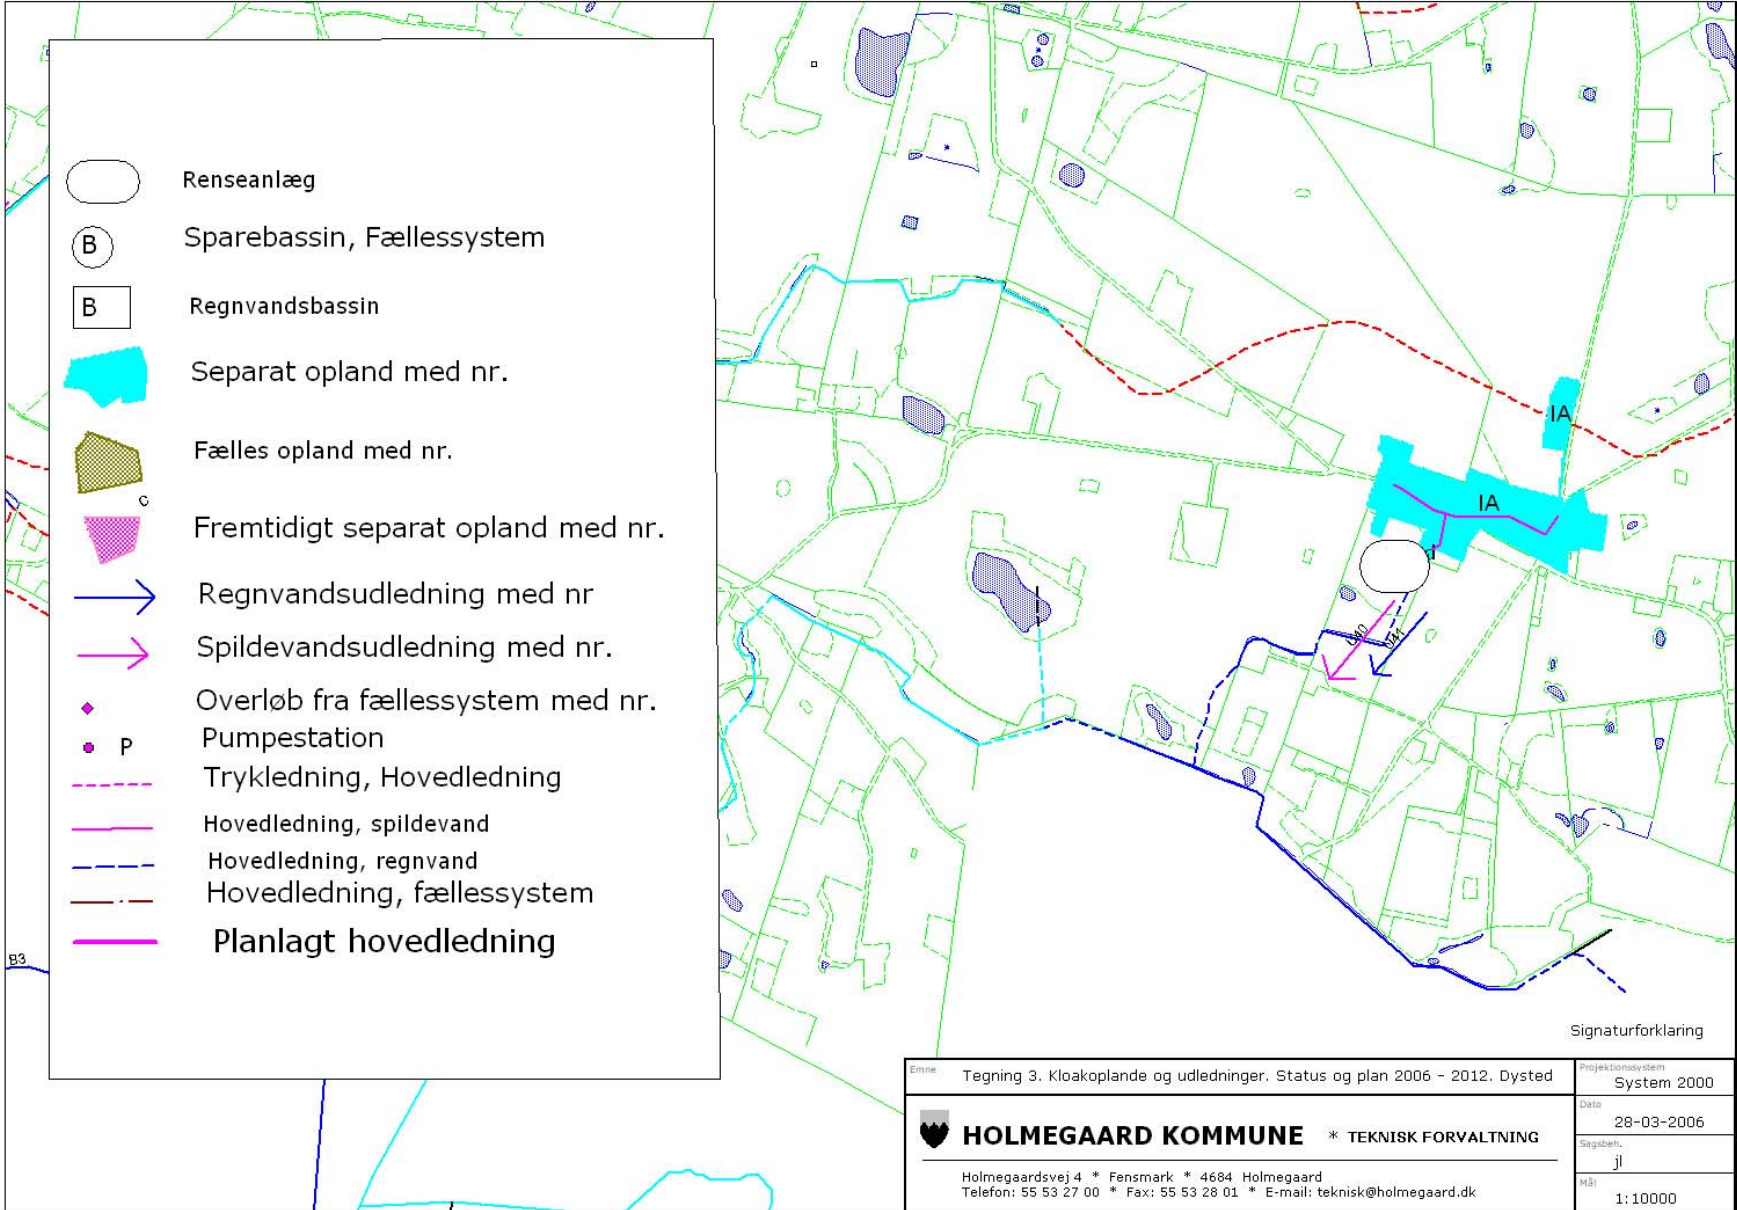 Renseanlæg
B Sparebassin, Fællessystem
B Regnvandsbassin
Separat opland med nr.
Fælles opland med nr.
C
Fremtidigt separat opland med nr.
Regnvandsudledning med nr
Spildevandsudledning med nr.
Overløb fra fællessystem med nr.
P Pumpestation
Trykledning, Hovedledning
Hovedledning, spildevand
Hovedledning, regnvand
Hovedledning, fællessystem
Planlagt hovedledning
B3
IA
IA
U40
U41
Signaturforklaring
Emne
Tegning 3. Kloakoplande og udledninger. Status og plan 2006 - 2012. Dysted
HOLMEGAARD KOMMUNE * TEKNISK FORVALTNING
Holmegaardsvej 4 * Fensmark * 4684 Holmegaard
Telefon: 55 53 27 00 * Fax: 55 53 28 01 * E-mail: teknisk@holmegaard.dk
Projektionssystem
System 2000
Dato
28-03-2006
Sagsbeh.
jl
Mål
1:10000